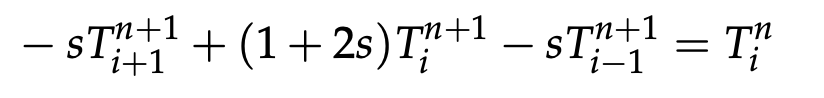 $-sT_{i+1}^{n+1} + (1+2s)T_i^{n+1} - sT_{i-1}^{n+1} = T_i^n$